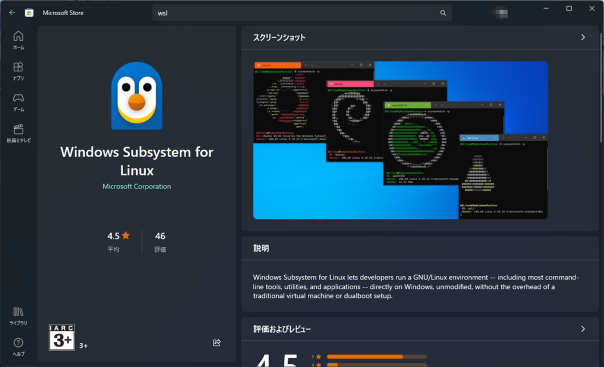 Microsoft Store
wsl
ホーム
アプリ
ゲーム
映画とテレビ
ライブラリ
ヘルプ
Windows Subsystem for
Linux
Microsoft Corporation
4.5
平均
46
評価
IARC
3+
3+
スクリーンショット
説明
Windows Subsystem for Linux lets developers run a GNU/Linux environment -- including most command-
line tools, utilities, and applications -- directly on Windows, unmodified, without the overhead of a
traditional virtual machine or dualboot setup.
評価およびレビュー
4.5